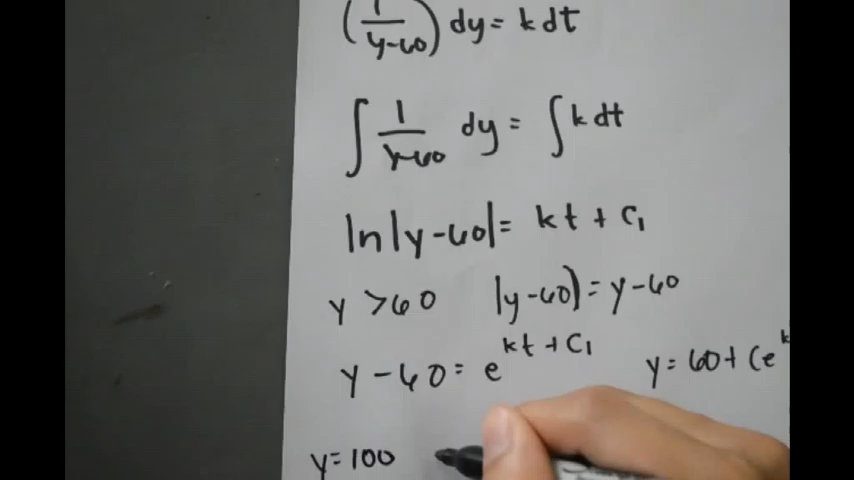 (1/y-60) dy = k dt
∫ 1/y-60 dy = ∫ k dt
ln|y-60| = kt + C₁
y > 60 |y-60| = y-60
y - 60 = e^(kt + C₁) y = 60 + Ce^k
y = 100